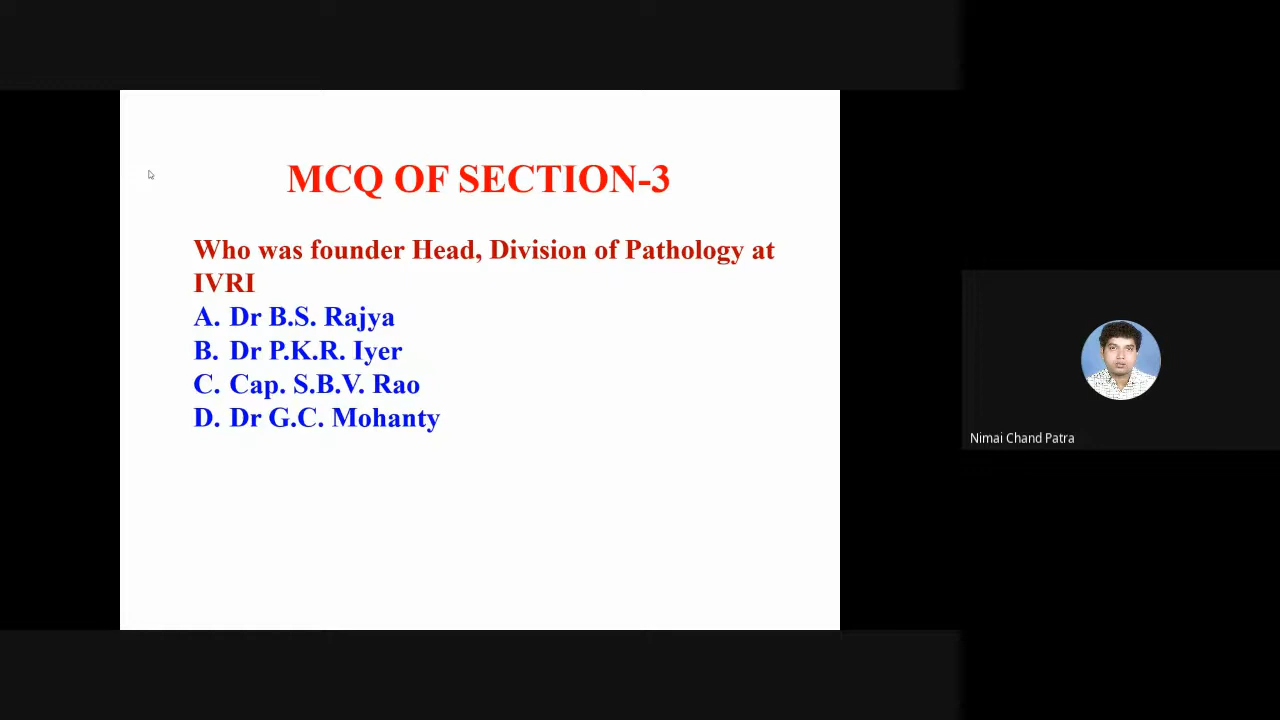 MCQ OF SECTION-3
Who was founder Head, Division of Pathology at
IVRI
A. Dr B.S. Rajya
B. Dr P.K.R. Iyer
C. Cap. S.B.V. Rao
D. Dr G.C. Mohanty
Nimai Chand Patra